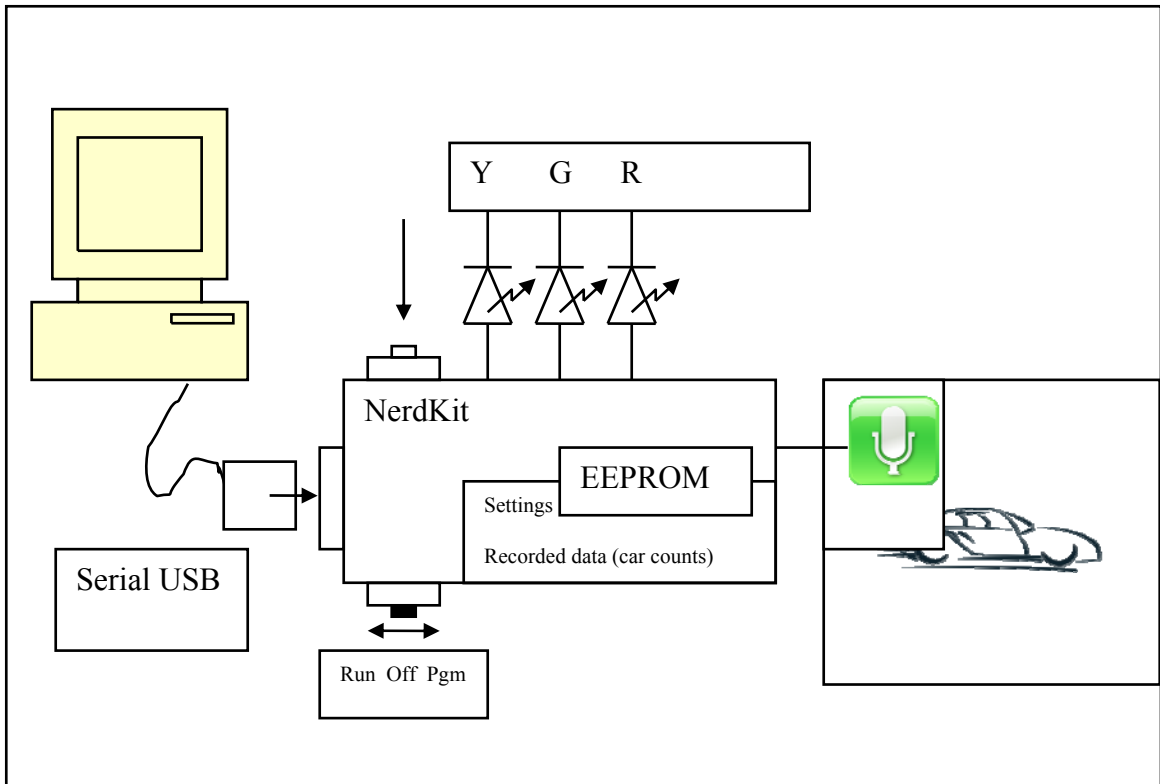 Y G R
NerdKit
EEPROM
Settings
Recorded data (car counts)
Serial USB
Run Off Pgm